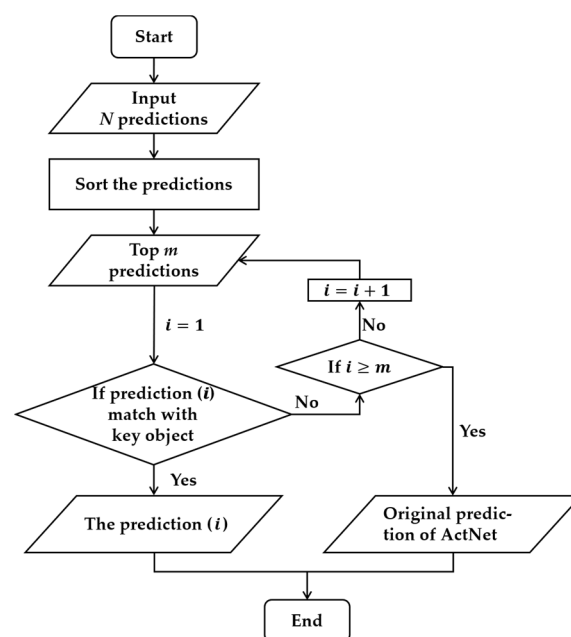 Start
Input
N predictions
Sort the predictions
Top m
predictions
i = i + 1
i = 1
No
If i ≥ m
If prediction (i)
match with
key object
No
Yes
Yes
The prediction (i)
Original predic-
tion of ActNet
End